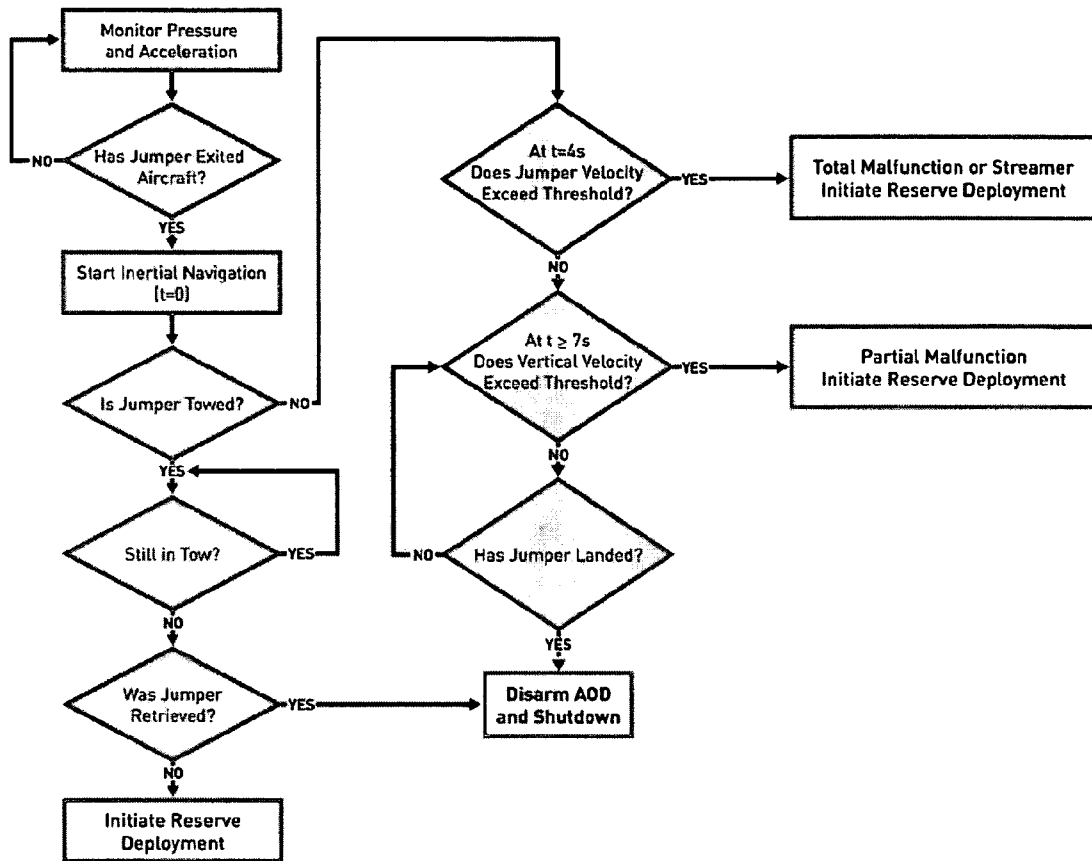 Monitor Pressure
and Acceleration
NO
Has Jumper Exited
Aircraft?
YES
Start Inertial Navigation
(t=0)
Is Jumper Towed?
NO
YES
Still in Tow?
YES
NO
Was Jumper
Retrieved?
YES
NO
Initiate Reserve
Deployment
At t=4s
Does Jumper Velocity
Exceed Threshold?
YES
Total Malfunction or Streamer
Initiate Reserve Deployment
NO
At t ≥ 7s
Does Vertical Velocity
Exceed Threshold?
YES
Partial Malfunction
Initiate Reserve Deployment
NO
NO
Has Jumper Landed?
YES
Disarm AOD
and Shutdown